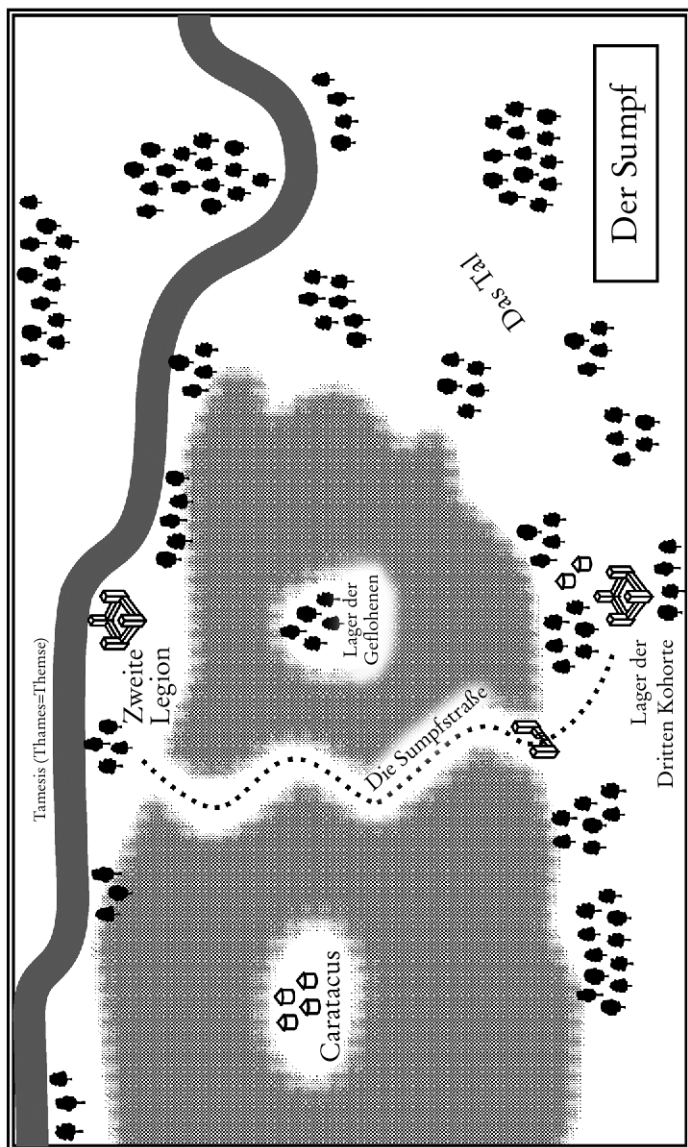 Tamesis (Thames=Themse)
Zweite
Legion
Caratacus
Lager der
Geflohenen
Die Sumpfstraße
Das Tal
Lager der
Dritten Kohorte
Der Sumpf